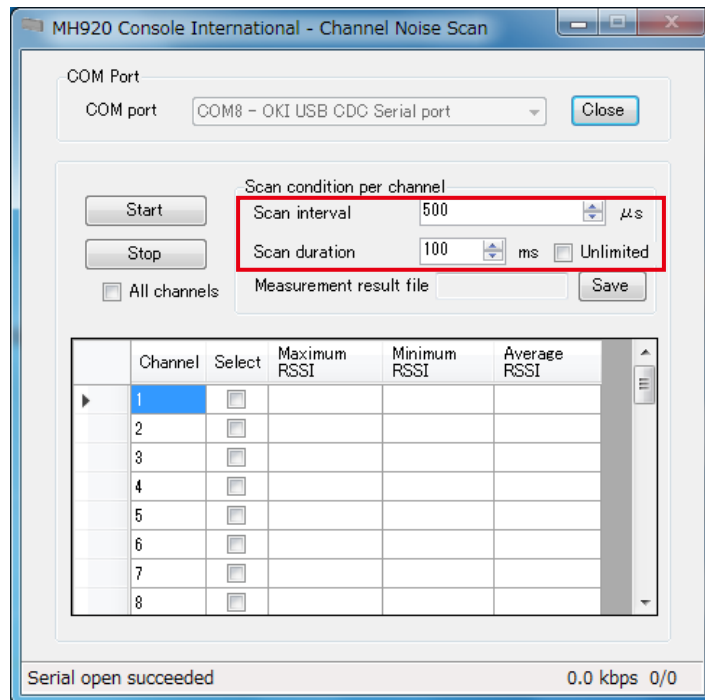 MH920 Console International - Channel Noise Scan
COM Port
COM port COM8 - OKI USB CDC Serial port Close
Scan condition per channel
Start Scan interval 500 μs
Stop Scan duration 100 ms Unlimited
All channels Measurement result file Save
Channel Select Maximum RSSI Minimum RSSI Average RSSI
1
2
3
4
5
6
7
8
Serial open succeeded 0.0 kbps 0/0